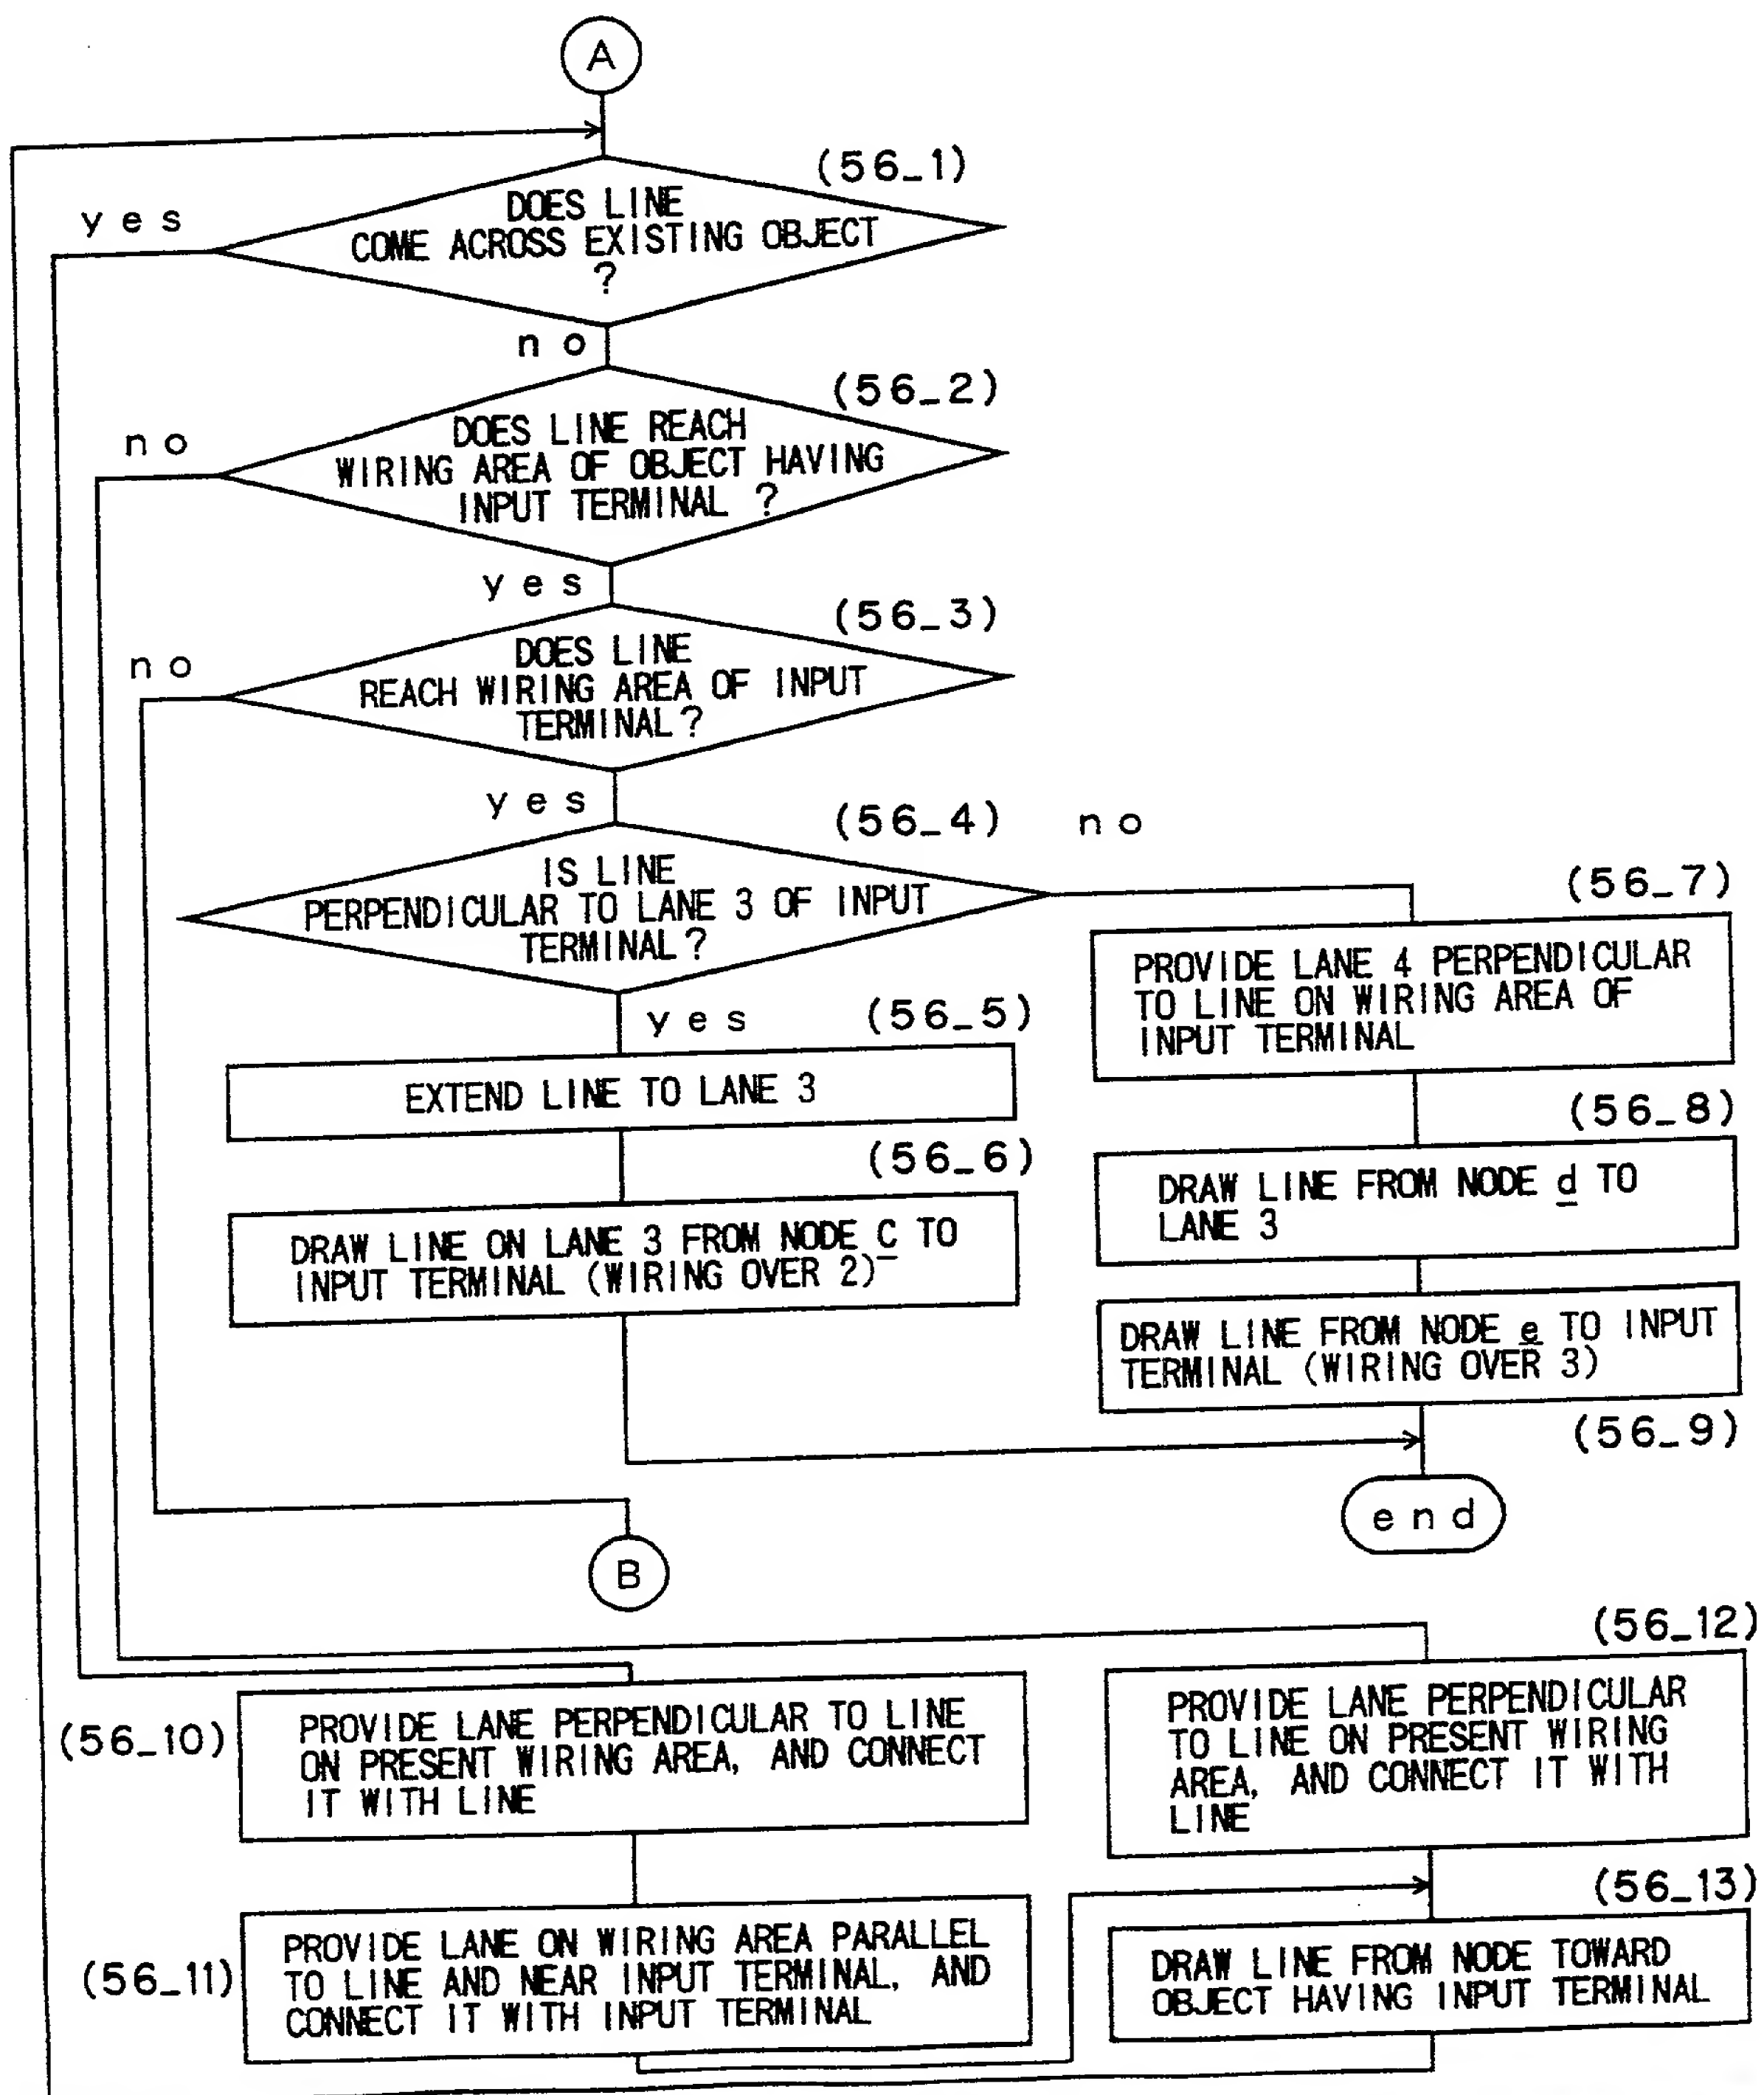 A
(56_1)
yes
DOES LINE
COME ACROSS EXISTING OBJECT
?
no
(56_2)
no
DOES LINE REACH
WIRING AREA OF OBJECT HAVING
INPUT TERMINAL ?
yes
(56_3)
no
DOES LINE
REACH WIRING AREA OF INPUT
TERMINAL?
yes
(56_4)
no
IS LINE
PERPENDICULAR TO LANE 3 OF INPUT
TERMINAL?
yes
(56_5)
EXTEND LINE TO LANE 3
(56_6)
DRAW LINE ON LANE 3 FROM NODE C TO
INPUT TERMINAL (WIRING OVER 2)
(56_7)
PROVIDE LANE 4 PERPENDICULAR
TO LINE ON WIRING AREA OF
INPUT TERMINAL
(56_8)
DRAW LINE FROM NODE d TO
LANE 3
DRAW LINE FROM NODE e TO INPUT
TERMINAL (WIRING OVER 3)
(56_9)
end
B
(56_10)
PROVIDE LANE PERPENDICULAR TO LINE
ON PRESENT WIRING AREA, AND CONNECT
IT WITH LINE
(56_11)
PROVIDE LANE ON WIRING AREA PARALLEL
TO LINE AND NEAR INPUT TERMINAL, AND
CONNECT IT WITH INPUT TERMINAL
(56_12)
PROVIDE LANE PERPENDICULAR
TO LINE ON PRESENT WIRING
AREA, AND CONNECT IT WITH
LINE
(56_13)
DRAW LINE FROM NODE TOWARD
OBJECT HAVING INPUT TERMINAL